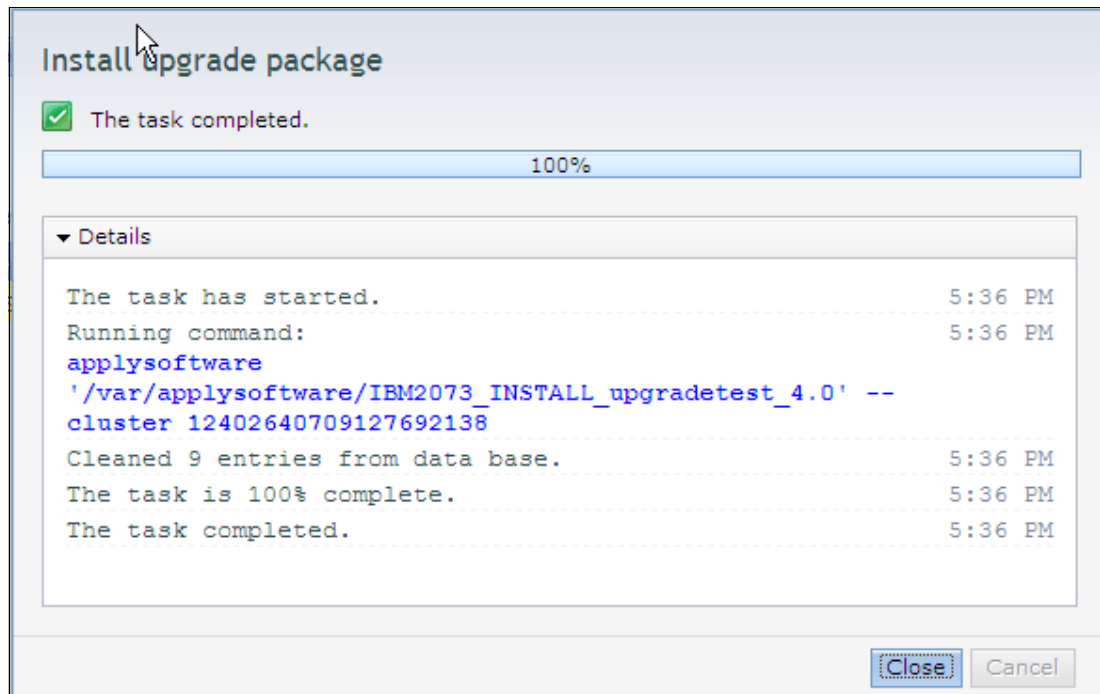 Install upgrade package
The task completed.
100%
Details
The task has started. 5:36 PM
Running command: 5:36 PM
applysoftware
'/var/applysoftware/IBM2073_INSTALL_upgradetest_4.0' --
cluster 12402640709127692138
Cleaned 9 entries from data base. 5:36 PM
The task is 100% complete. 5:36 PM
The task completed. 5:36 PM
Close Cancel